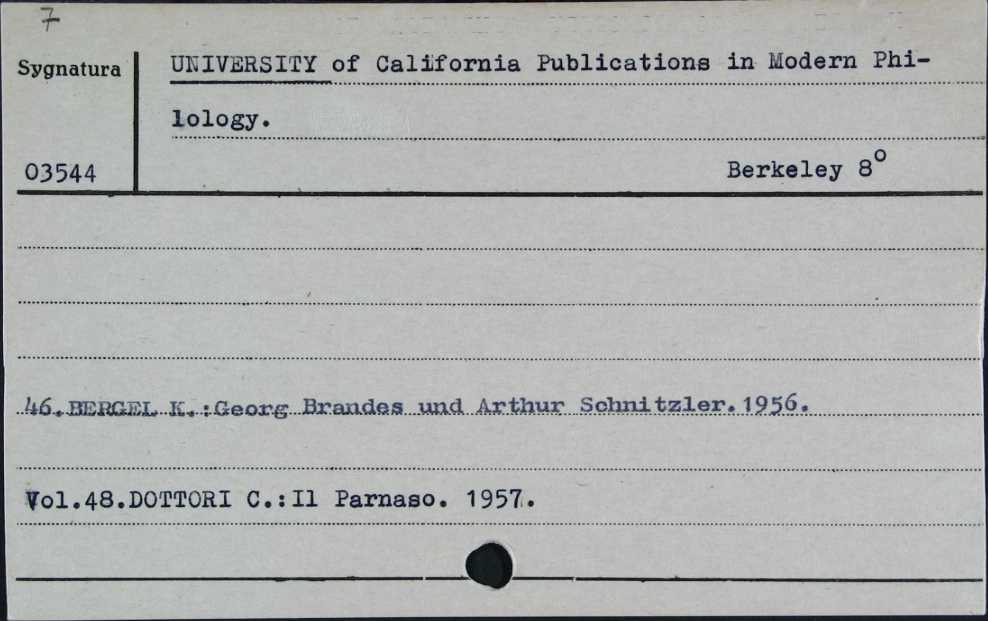 7
Sygnatura
UNIVERSITY of California Publications in Modern Phi-
lology.
03544
Berkeley 8º
46.BERGEL K.:Georg Brandes und Arthur Schnitzler.1956.
Vol.48.DOTTORI C.:Il Parnaso. 1957.